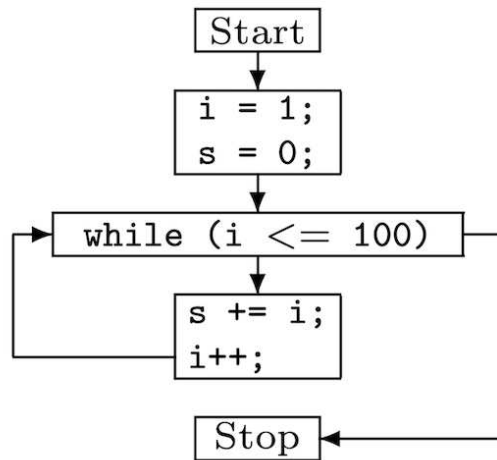 Start
i = 1;
s = 0;
while (i <= 100)
s += i;
i++;
Stop